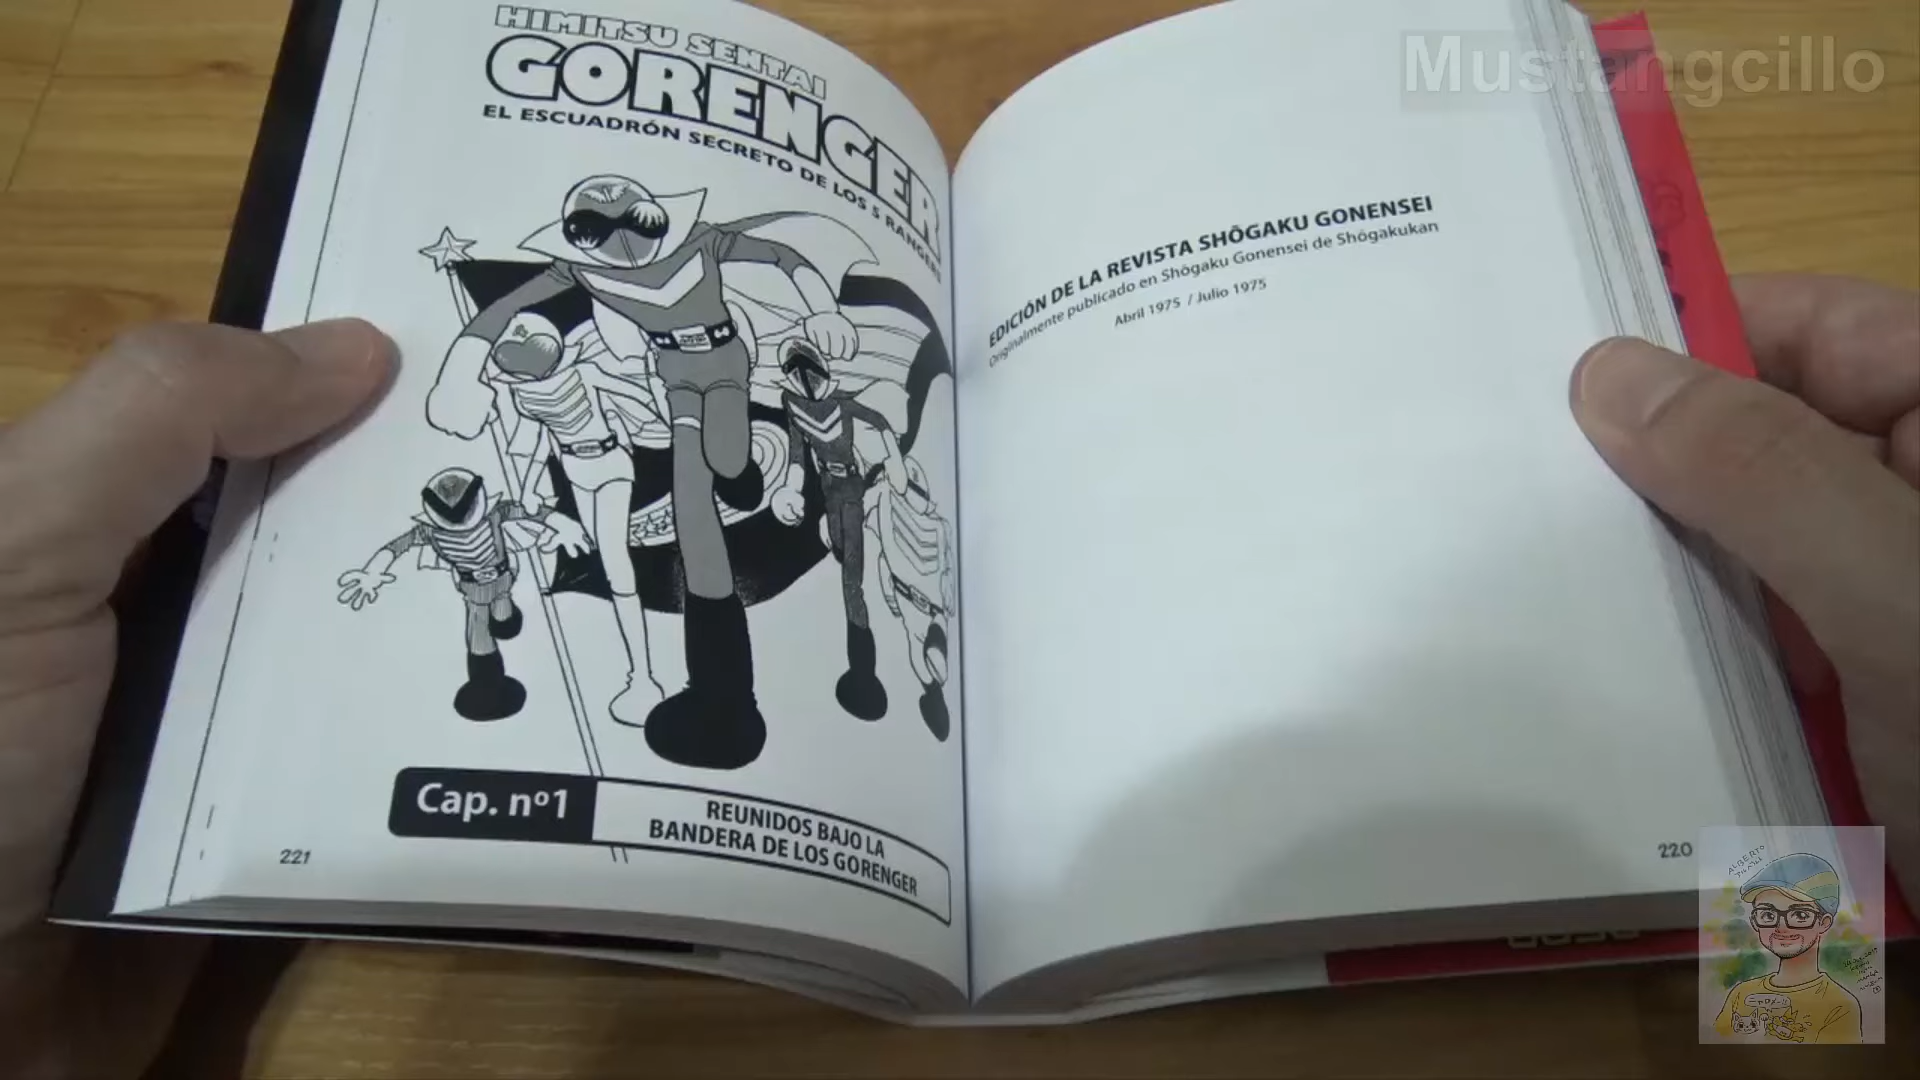 Mustangcillo
EDICIÓN DE LA REVISTA SHŌGAKU GONENSEI
Originalmente publicado en Shōgaku Gonensei de Shōgakukan
Abril 1975 / Julio 1975
220
HIMITSU SENTAI
GORENGER
EL ESCUADRÓN SECRETO DE LOS 5 RANGERS
Cap. nº1
REUNIDOS BAJO LA
BANDERA DE LOS GORENGER
221
ALBERTO